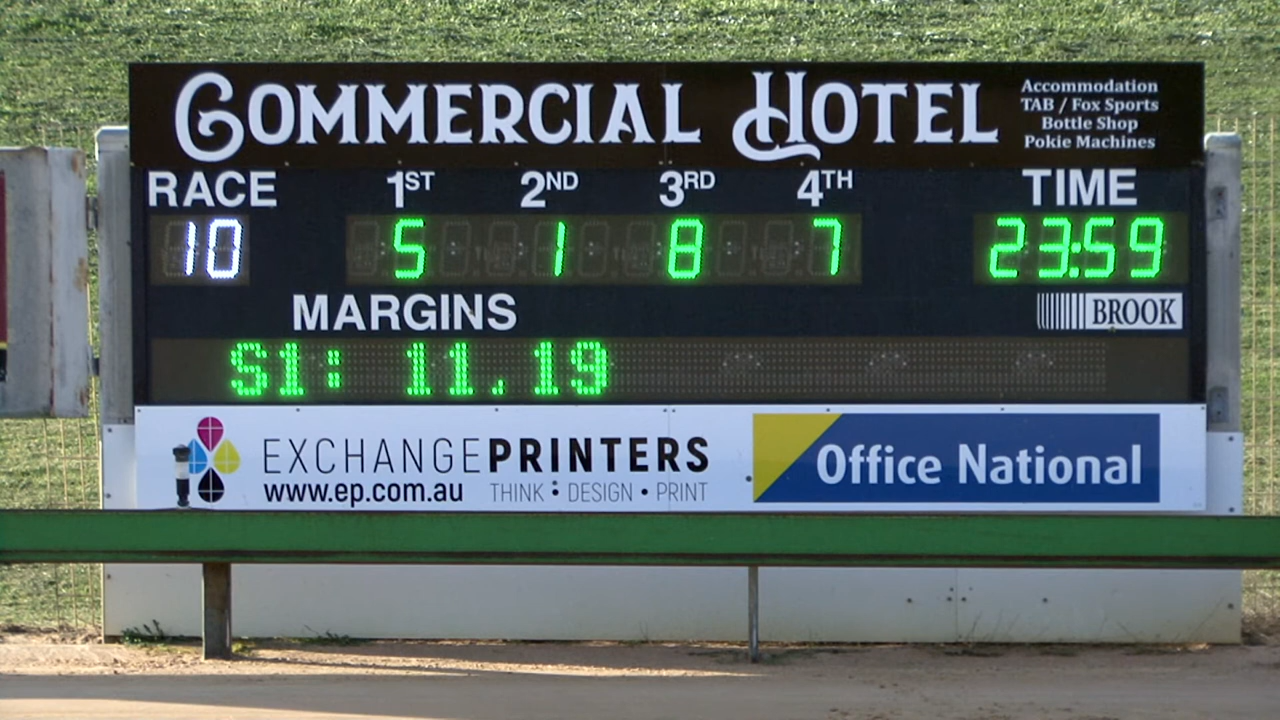 COMMERCIAL HOTEL
Accommodation
TAB / Fox Sports
Bottle Shop
Pokie Machines
RACE 1ST 2ND 3RD 4TH TIME
10 5 1 8 7 23:59
MARGINS
BROOK
S1: 11.19
EXCHANGEPRINTERS
www.ep.com.au THINK • DESIGN • PRINT
Office National